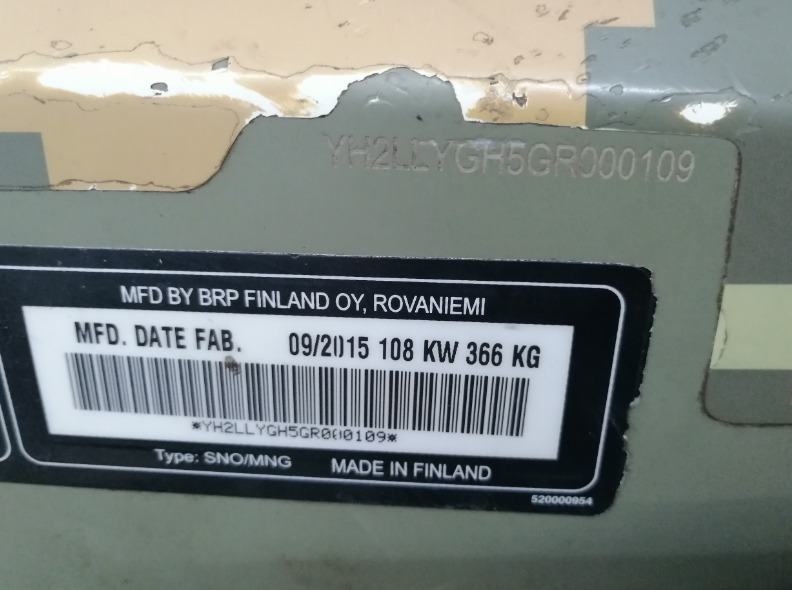 YH2LLYGH5GR000109
MFD BY BRP FINLAND OY, ROVANIEMI
MFD. DATE FAB. 09/2015 108 KW 366 KG
*YH2LLYGH5GR000109*
Type: SNO/MNG MADE IN FINLAND
520000954